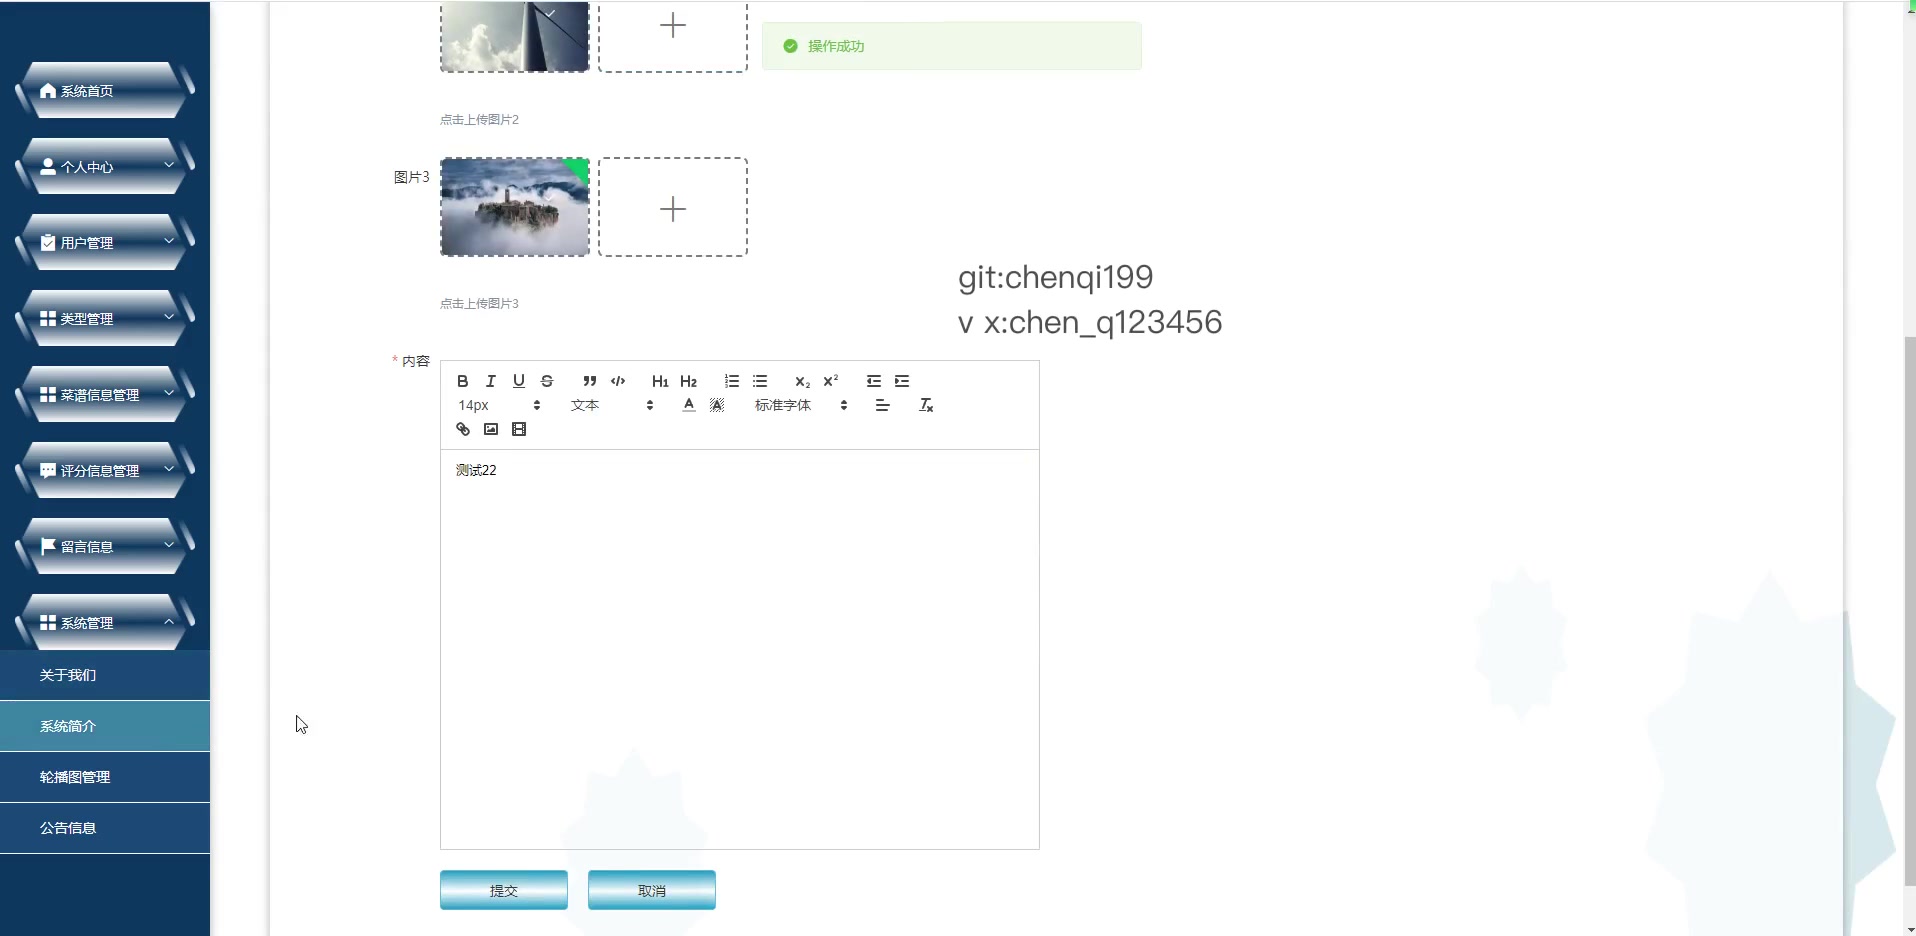 系统首页
个人中心
用户管理
类型管理
菜谱信息管理
评分信息管理
留言信息
系统管理
关于我们
系统简介
轮播图管理
公告信息
操作成功
点击上传图片2
图片3
点击上传图片3
git:chenqi199
v x:chen_q123456
* 内容
B I U S H1 H2 X2 X2
14px 文本 A A 标准字体 Tx
测试22
提交 取消